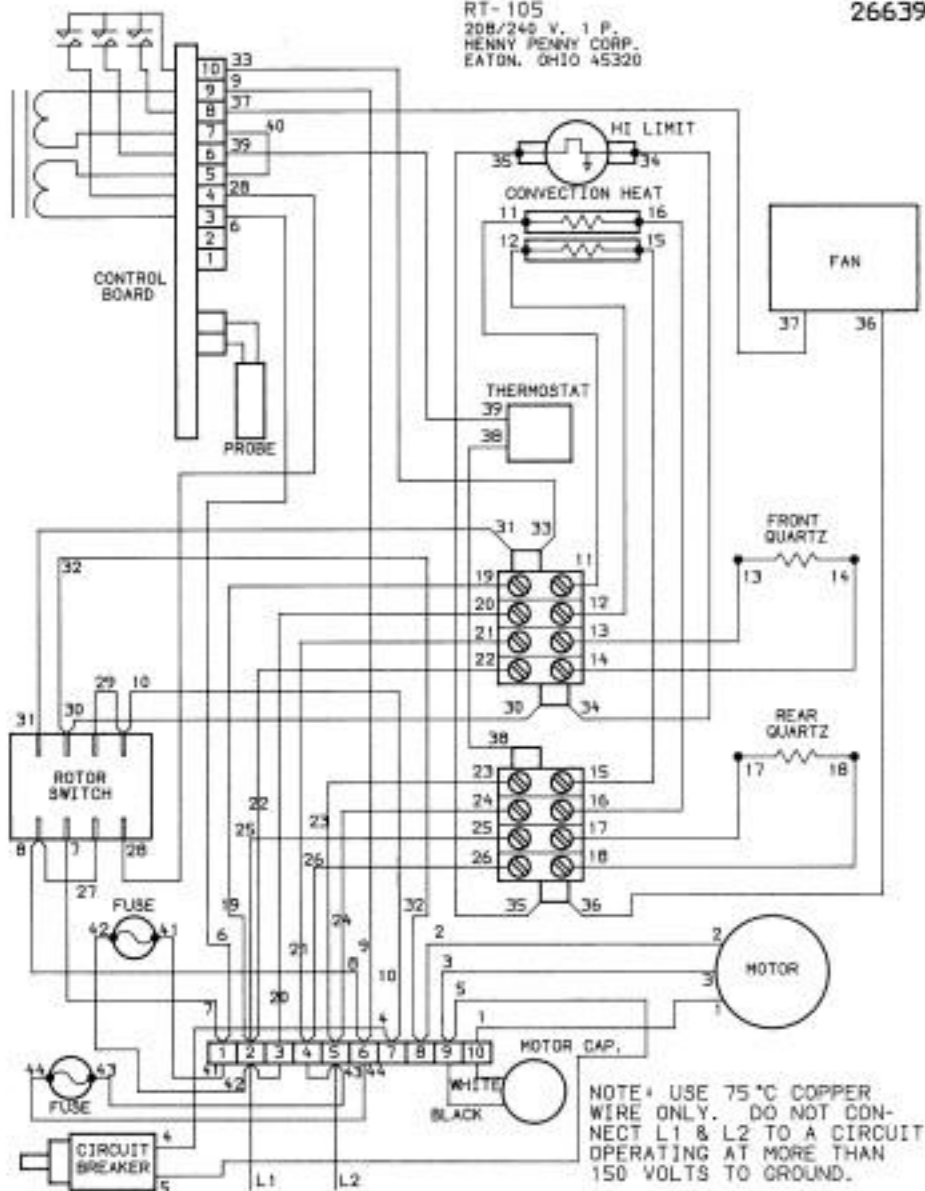 RT-105
208/240 V. 1 P.
HENNY PENNY CORP.
EATON. OHIO 45320
26639
10 33
9 9
8 37
7 40
6 39
5
4 28
3 6
2
1
CONTROL
BOARD
PROBE
HI LIMIT
35 34
CONVECTION HEAT
11 16
12 15
FAN
37 36
THERMOSTAT
39
38
31 33
19 11
20 12
21 13
22 14
30 34
FRONT
QUARTZ
13 14
32
29 10
31 30
ROTOR
SWITCH
8 7 28
27
38
23 15
24 16
25 17
26 18
35 36
REAR
QUARTZ
17 18
22
25 23
26
FUSE
42 41
19 24 32
6 21 8 9 10
2 2
3 3
5
1 1
MOTOR
7 20 4
1 2 3 4 5 6 7 8 9 10
41 42 43 44
MOTOR CAP.
WHITE
BLACK
44 43
FUSE
CIRCUIT
BREAKER
4
5
L1 L2
NOTE: USE 75°C COPPER
WIRE ONLY. DO NOT CON-
NECT L1 & L2 TO A CIRCUIT
OPERATING AT MORE THAN
150 VOLTS TO GROUND.